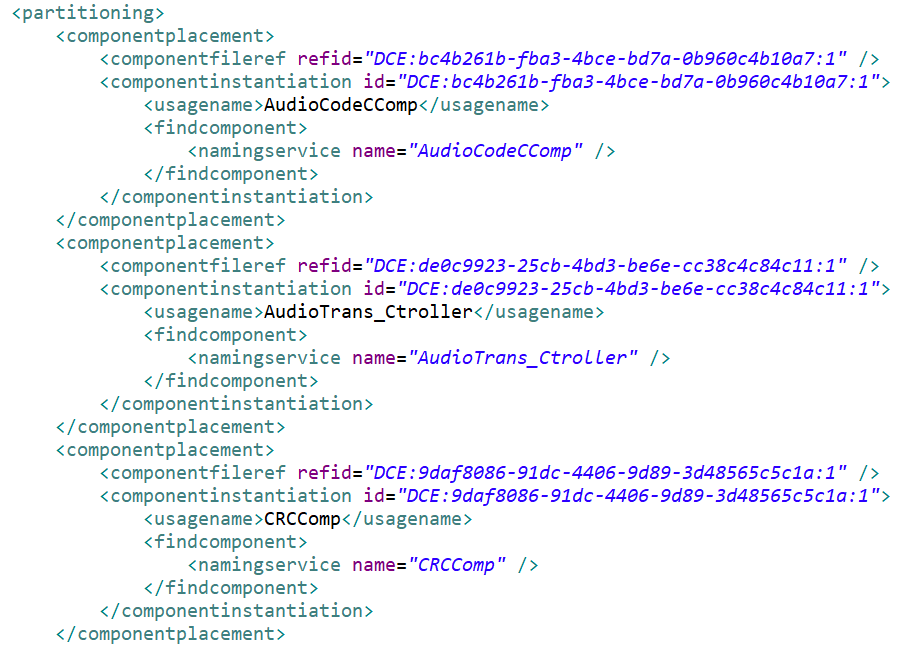 <partitioning>
<componentplacement>
<componentfileref refid="DCE:bc4b261b-fba3-4bce-bd7a-0b960c4b10a7:1" />
<componentinstantiation id="DCE:bc4b261b-fba3-4bce-bd7a-0b960c4b10a7:1">
<usagename>AudioCodeCComp</usagename>
<findcomponent>
<namingservice name="AudioCodeCComp" />
</findcomponent>
</componentinstantiation>
</componentplacement>
<componentplacement>
<componentfileref refid="DCE:de0c9923-25cb-4bd3-be6e-cc38c4c84c11:1" />
<componentinstantiation id="DCE:de0c9923-25cb-4bd3-be6e-cc38c4c84c11:1">
<usagename>AudioTrans_Ctroller</usagename>
<findcomponent>
<namingservice name="AudioTrans_Ctroller" />
</findcomponent>
</componentinstantiation>
</componentplacement>
<componentplacement>
<componentfileref refid="DCE:9daf8086-91dc-4406-9d89-3d48565c5c1a:1" />
<componentinstantiation id="DCE:9daf8086-91dc-4406-9d89-3d48565c5c1a:1">
<usagename>CRCComp</usagename>
<findcomponent>
<namingservice name="CRCComp" />
</findcomponent>
</componentinstantiation>
</componentplacement>